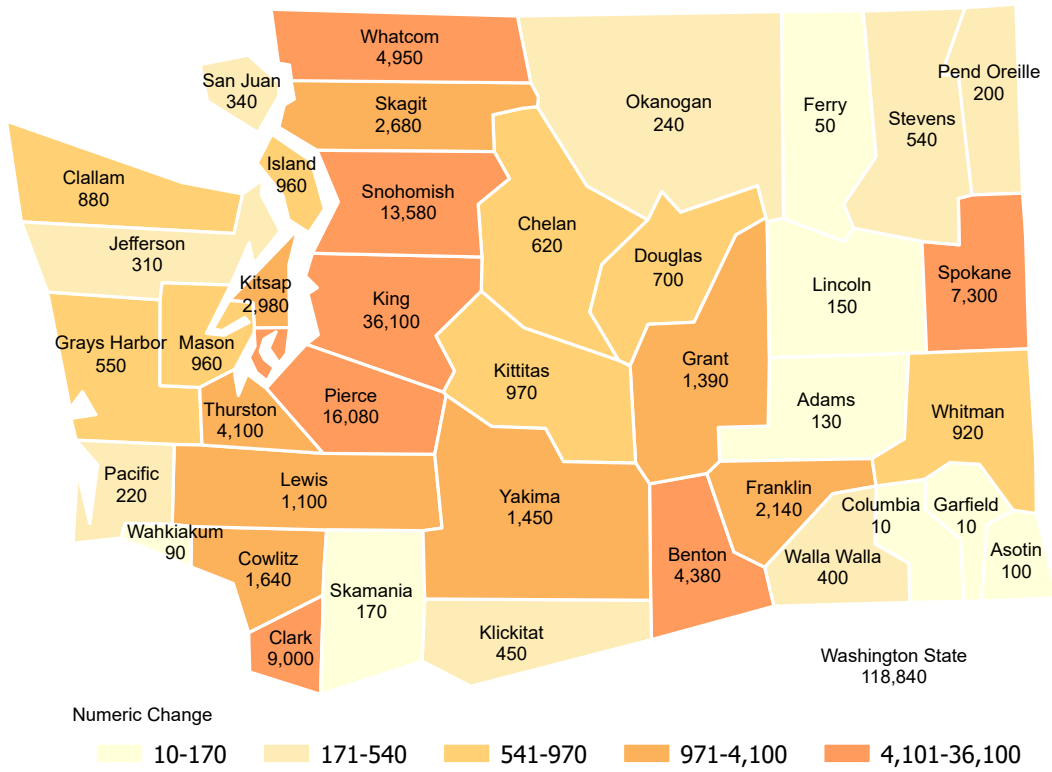 Whatcom
4,950
San Juan
340
Skagit
2,680
Okanogan
240
Ferry
50
Stevens
540
Pend Oreille
200
Clallam
880
Island
960
Snohomish
13,580
Chelan
620
Jefferson
310
Kitsap
2,980
King
36,100
Douglas
700
Lincoln
150
Spokane
7,300
Grays Harbor
550
Mason
960
Kittitas
970
Grant
1,390
Thurston
4,100
Pierce
16,080
Adams
130
Whitman
920
Pacific
220
Lewis
1,100
Yakima
1,450
Franklin
2,140
Columbia
10
Garfield
10
Wahkiakum
90
Cowlitz
1,640
Skamania
170
Benton
4,380
Walla Walla
400
Asotin
100
Clark
9,000
Klickitat
450
Washington State
118,840
Numeric Change
10-170 171-540 541-970 971-4,100 4,101-36,100